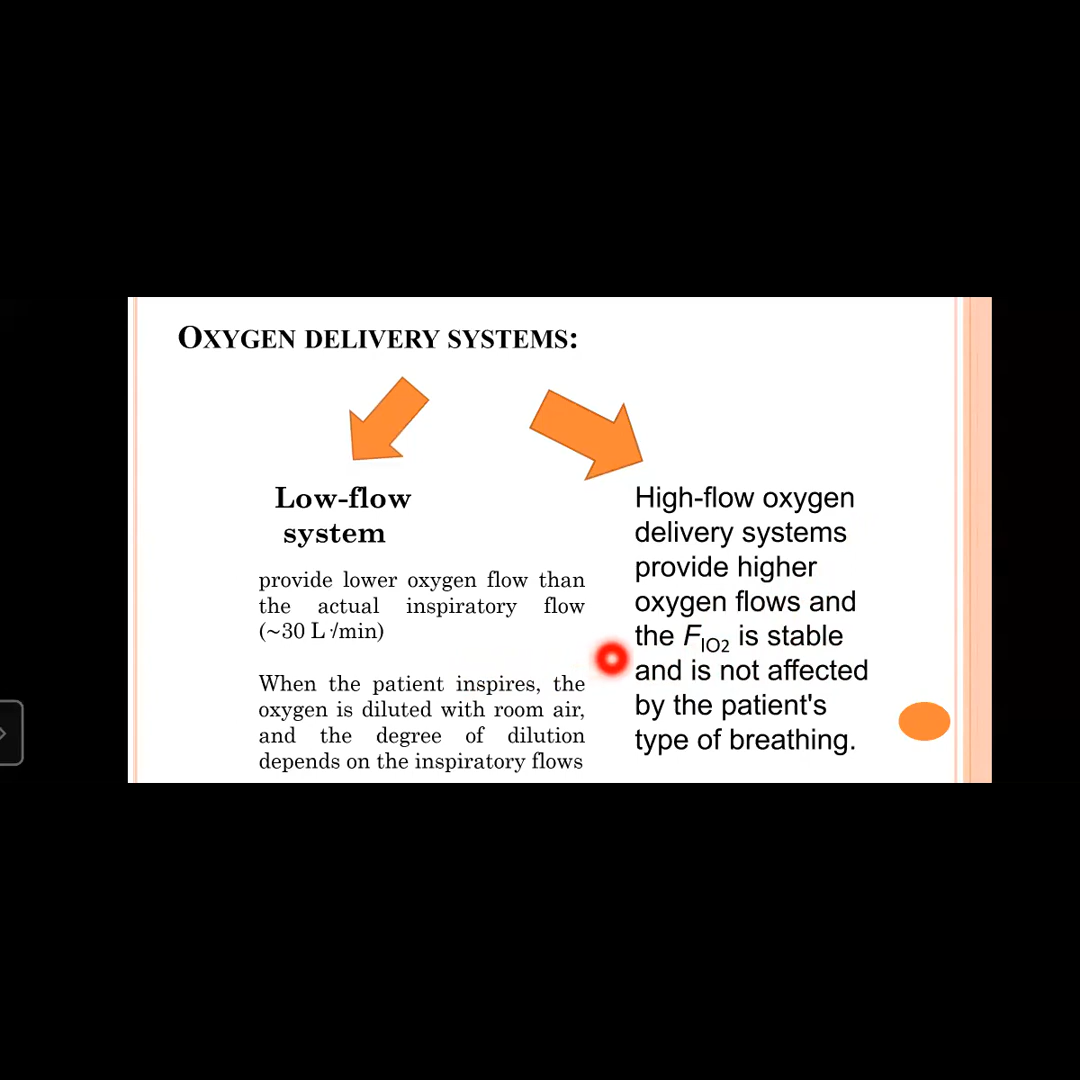 OXYGEN DELIVERY SYSTEMS:
Low-flow
system
provide lower oxygen flow than
the actual inspiratory flow
(~30 L ·/min)
When the patient inspires, the
oxygen is diluted with room air,
and the degree of dilution
depends on the inspiratory flows
High-flow oxygen
delivery systems
provide higher
oxygen flows and
the FIO2 is stable
and is not affected
by the patient's
type of breathing.